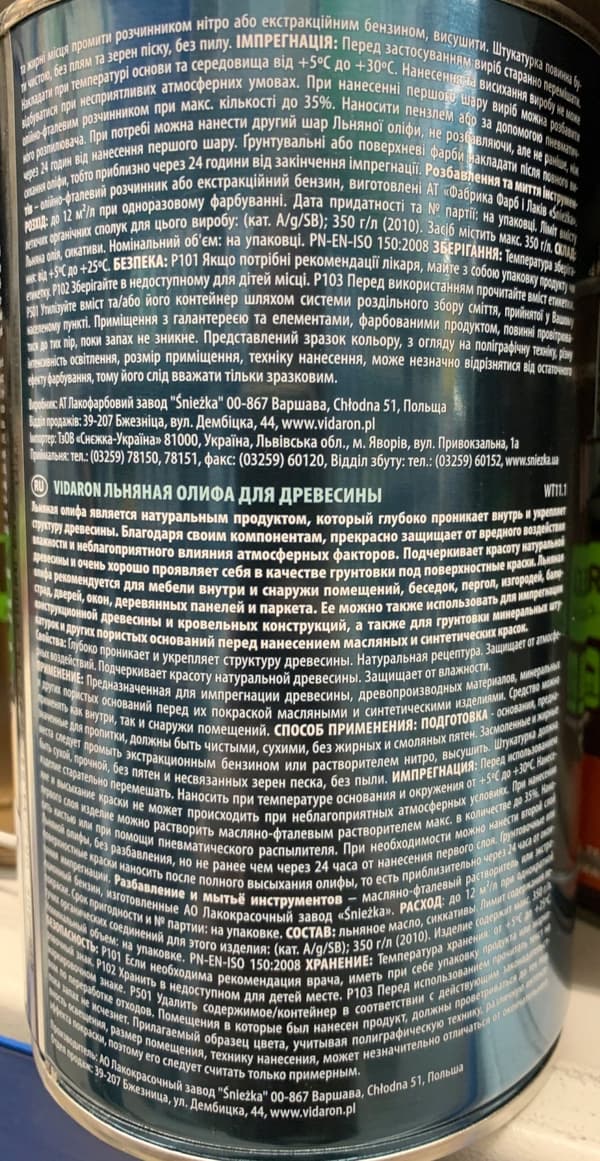 та жирні місця промити розчинником нітро або екстракційним бензином, висушити. Штукатурка повинна бу-
ти чистою, без плям та зерен піску, без пилу. ІМПРЕГНАЦІЯ: Перед застосуванням виріб старанно перемішати.
Накладати при температурі основи та середовища від +5ºС до +30ºС. Нанесення та висихання виробу не може
відбуватися при несприятливих атмосферних умовах. При нанесенні першого шару виріб можна розбавити
олійно-фталевим розчинником при макс. кількості до 35%. Наносити пензлем або за допомогою пневматич-
ного розпилювача. При потребі можна нанести другий шар Льняної оліфи, не розбавляючи, але не раніше, ніж
через 24 годин від нанесення першого шару. Ґрунтувальні або поверхневі фарби накладати після повного ви-
сихання оліфи, тобто приблизно через 24 години від закінчення імпрегнації. Розбавлення та миття інструмен-
тів – олійно-фталевий розчинник або екстракційний бензин, виготовлені АТ «Фабрика Фарб і Лаків «Śnieżka»
РОЗХІД: до 12 м²/л при одноразовому фарбуванні. Дата придатності та № партії: на упаковці. Ліміт вмісту
летючих органічних сполук для цього виробу: (кат. A/g/SB); 350 г/л (2010). Засіб містить макс. 350 г/л. СКЛАД:
Льняна олія, сикативи. Номінальний об'єм: на упаковці. PN-EN-ISO 150:2008 ЗБЕРІГАННЯ: Температура зберіган-
ня: від +5ºС до +25ºС. БЕЗПЕКА: P101 Якщо потрібні рекомендації лікаря, майте з собою упаковку продукту чи
етикетку. P102 Зберігайте в недоступному для дітей місці. P103 Перед використанням прочитайте вміст етикетки.
P501 Утилізуйте вміст та/або його контейнер шляхом системи роздільного збору сміття, прийнятої у Вашому
населеному пункті. Приміщення з галантереєю та елементами, фарбованими продуктом, повинні провітрюва-
тися до тих пір, поки запах не зникне. Представлений зразок кольору, з огляду на поліграфічну техніку, різну
інтенсивність освітлення, розмір приміщення, техніку нанесення, може незначно відрізнятися від остаточного
ефекту фарбування, тому його слід вважати тільки зразковим.
Виробник: АТ Лакофарбовий завод "Śnieżka" 00-867 Варшава, Chłodna 51, Польща
Відділ продажів: 39-207 Бжезніца, вул. Дембіцка, 44, www.vidaron.pl
Імпортер: ТзОВ «Снєжка-Україна» 81000, Україна, Львівська обл., м. Яворів, вул. Привокзальна, 1а
Приймальня: тел.: (03259) 78150, 78151, факс: (03259) 60120, Відділ збуту: тел.: (03259) 60152, www.sniezka.ua
RU VIDARON ЛЬНЯНАЯ ОЛИФА ДЛЯ ДРЕВЕСИНЫ WT11.1
Льняная олифа является натуральным продуктом, который глубоко проникает внутрь и укрепляет
структуру древесины. Благодаря своим компонентам, прекрасно защищает от вредного воздействия
влажности и неблагоприятного влияния атмосферных факторов. Подчеркивает красоту натуральной
древесины и очень хорошо проявляет себя в качестве грунтовки под поверхностные краски. Льняная
олифа рекомендуется для мебели внутри и снаружи помещений, беседок, пергол, изгородей, балю-
страд, дверей, окон, деревянных панелей и паркета. Ее можно также использовать для импрегнации
конструкционной древесины и кровельных конструкций, а также для грунтовки минеральных шту-
катурок и других пористых оснований перед нанесением масляных и синтетических красок.
Свойства: Глубоко проникает и укрепляет структуру древесины. Натуральная рецептура. Защищает от атмосфе-
рных воздействий. Подчеркивает красоту натуральной древесины. Защищает от влажности.
ПРИМЕНЕНИЕ: Предназначенная для импрегнации древесины, древопроизводных материалов, минеральных
и других пористых оснований перед их покраской масляными и синтетическими изделиями. Средство можно
применять как внутри, так и снаружи помещений. СПОСОБ ПРИМЕНЕНИЯ: ПОДГОТОВКА - основания, предна-
значенные для пропитки, должны быть чистыми, сухими, без жирных и смоляных пятен. Засмоленные и жирные
места следует промыть экстракционным бензином или растворителем нитро, высушить. Штукатурка должна
быть сухой, прочной, без пятен и несвязанных зерен песка, без пыли. ИМПРЕГНАЦИЯ: Перед использованием
изделие старательно перемешать. Наносить при температуре основания и окружения от +5ºС до +30ºС. Нанесе-
ние и высыхание краски не может происходить при неблагоприятных атмосферных условиях. При нанесении
первого слоя изделие можно растворить масляно-фталевым растворителем макс. в количестве до 35%. Нано-
сить кистью или при помощи пневматического распылителя. При необходимости можно нанести второй слой
Льняной олифы, без разбавления, но не ранее чем через 24 часа от нанесения первого слоя. Грунтовочные или
поверхностные краски наносить после полного высыхания олифы, то есть приблизительно через 24 часа от окон-
чания импрегнации. Разбавление и мытьё инструментов – масляно-фталевый растворитель или экстра-
кционный бензин, изготовленные АО Лакокрасочный завод «Śnieżka». РАСХОД: до 12 м²/л при однократной
покраске. Срок пригодности и № партии: на упаковке. СОСТАВ: льняное масло, сиккативы. Лимит содержания
летучих органических соединений для этого изделия: (кат. A/g/SB); 350 г/л (2010). Изделие содержит макс. 350 г/л.
Номинальный объем: на упаковке. PN-EN-ISO 150:2008 ХРАНЕНИЕ: Температура хранения: от +5ºС до +25ºС.
БЕЗОПАСНОСТЬ: P101 Если необходима рекомендация врача, иметь при себе упаковку продукта или
маркировочный знак. P102 Хранить в недоступном для детей месте. P103 Перед использованием прочитать текст на
маркировочном знаке. P501 Удалить содержимое/контейнер в соответствии с действующим законодательством
по переработке отходов. Помещения в которые был нанесен продукт, должны проветриваться до тех пор,
пока запах не исчезнет. Прилагаемый образец цвета, учитывая полиграфическую технику, различную интенсив-
ность освещения, размер помещения, технику нанесения, может незначительно отличаться от окончательного
эффекта покраски, поэтому его следует считать только примерным.
Производитель: АО Лакокрасочный завод "Śnieżka" 00-867 Варшава, Chłodna 51, Польша
Отдел продаж: 39-207 Бжезница, ул. Дембицка, 44, www.vidaron.pl